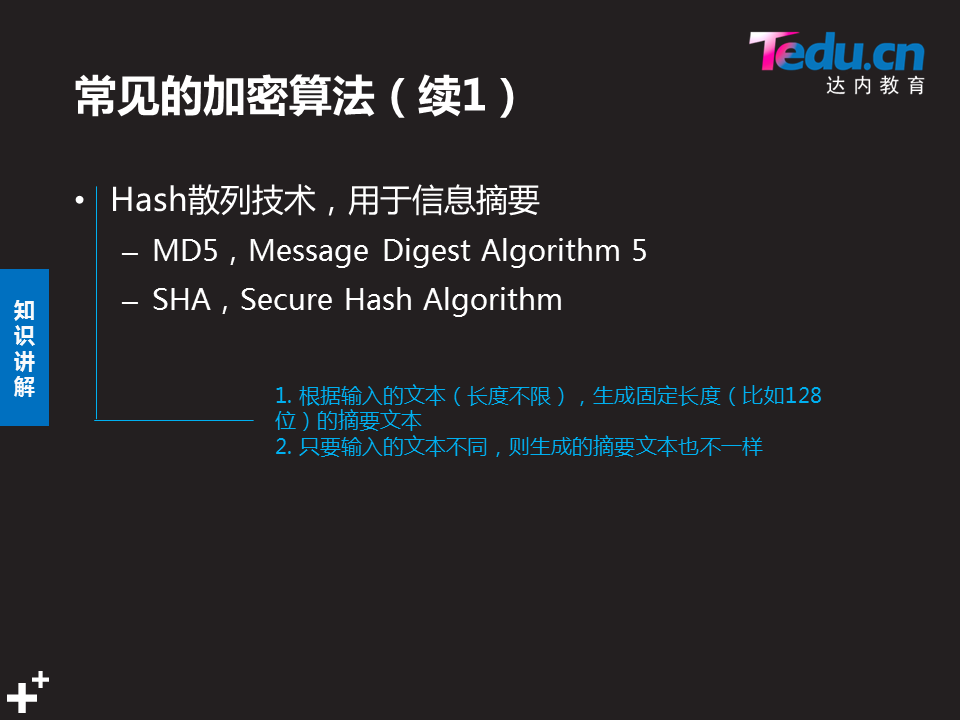 Tedu.cn
达内教育
常见的加密算法（续1）
• Hash散列技术，用于信息摘要
– MD5，Message Digest Algorithm 5
– SHA，Secure Hash Algorithm
知识讲解
1. 根据输入的文本（长度不限），生成固定长度（比如128
位）的摘要文本
2. 只要输入的文本不同，则生成的摘要文本也不一样